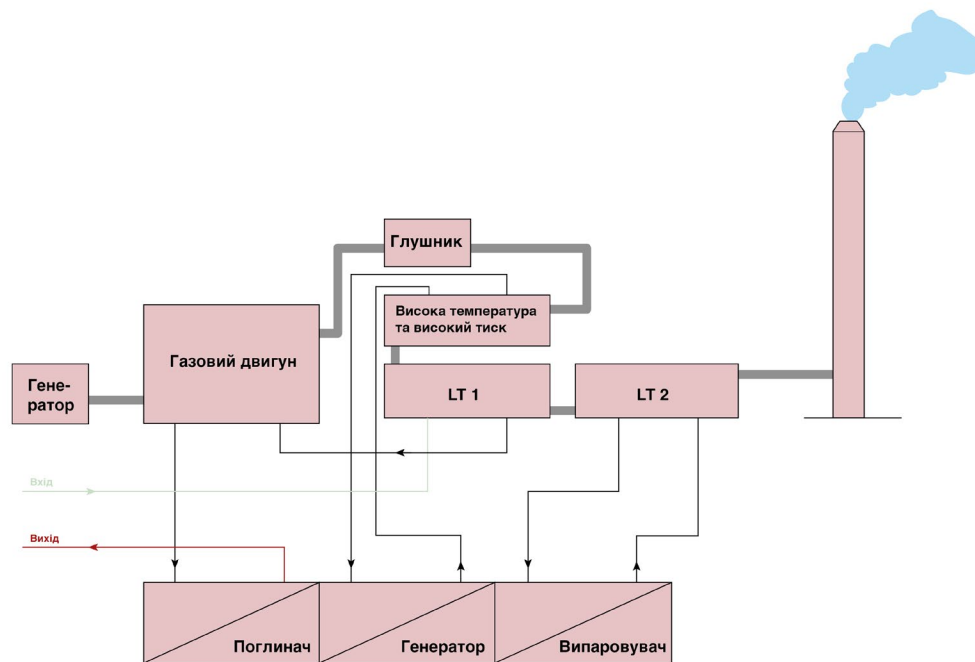 Глушник
Висока температура
та високий тиск
Газовий двигун
Гене-
ратор
LT 1
LT 2
Вхід
Вихід
Поглинач
Генератор
Випаровувач